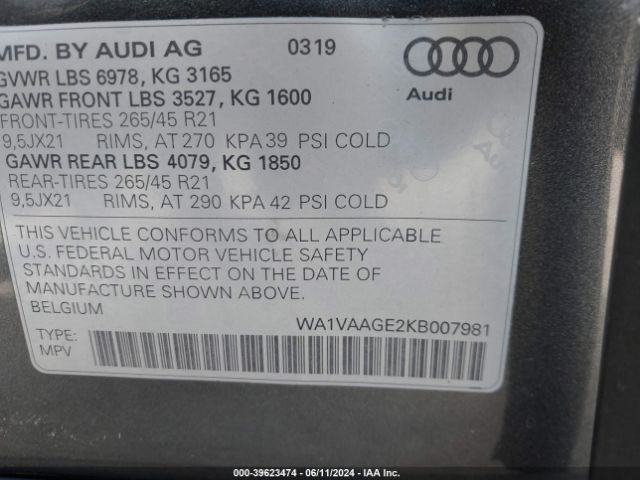 MFD. BY AUDI AG 0319
GVWR LBS 6978, KG 3165
GAWR FRONT LBS 3527, KG 1600
Audi
FRONT-TIRES 265/45 R21
9,5JX21 RIMS, AT 270 KPA 39 PSI COLD
GAWR REAR LBS 4079, KG 1850
REAR-TIRES 265/45 R21
9,5JX21 RIMS, AT 290 KPA 42 PSI COLD
THIS VEHICLE CONFORMS TO ALL APPLICABLE
U.S. FEDERAL MOTOR VEHICLE SAFETY
STANDARDS IN EFFECT ON THE DATE OF
MANUFACTURE SHOWN ABOVE.
BELGIUM
WA1VAAGE2KB007981
TYPE:
MPV
000-39623474 - 06/11/2024 - IAAI.com